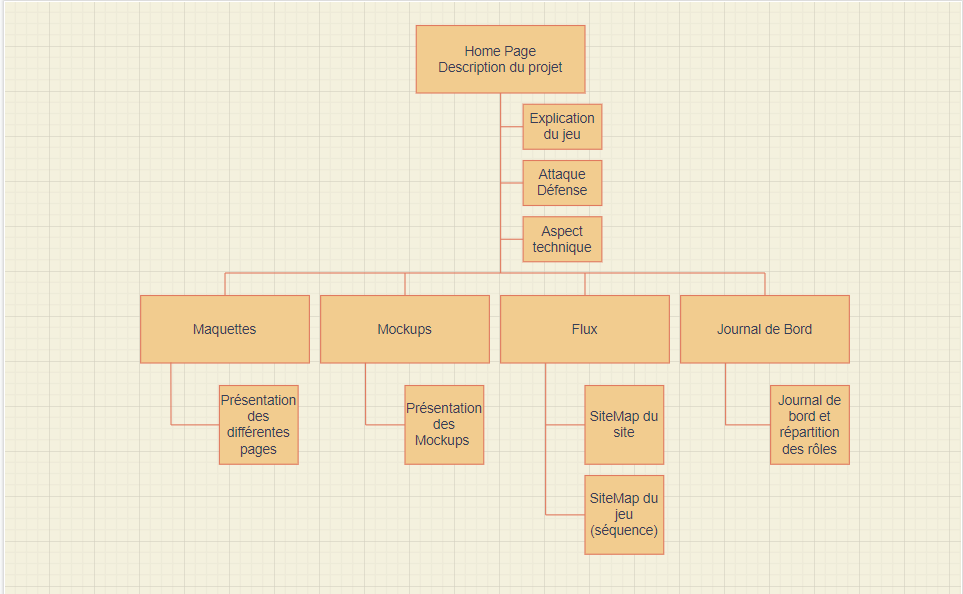 Home Page
Description du projet
Explication
du jeu
Attaque
Défense
Aspect
technique
Maquettes
Mockups
Flux
Journal de Bord
Présentation
des
différentes
pages
Présentation
des
Mockups
SiteMap du
site
Journal de
bord et
répartition
des rôles
SiteMap du
jeu
(séquence)